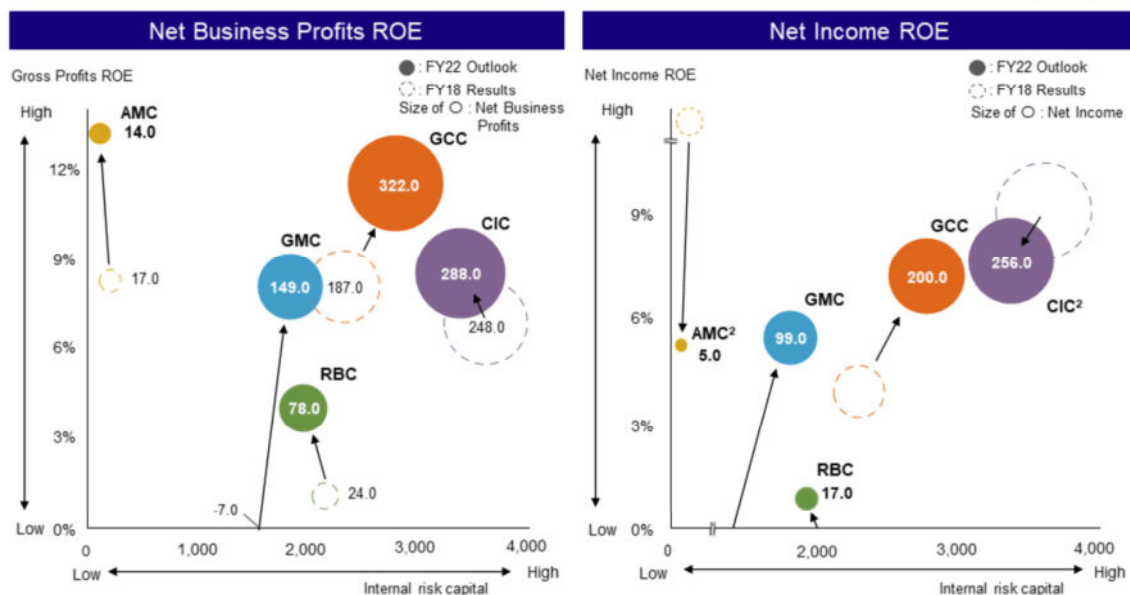 Net Business Profits ROE
Gross Profits ROE
: FY22 Outlook
: FY18 Results
Size of O : Net Business
Profits
High
AMC
14.0
GCC
322.0
12%
CIC
GMC
9%
149.0
187.0
288.0
17.0
248.0
6%
RBC
78.0
3%
24.0
-7.0
Low
0%
0
1,000
2,000
3,000
4,000
Low
Internal risk capital
High
Net Income ROE
Net Income ROE
: FY22 Outlook
: FY18 Results
Size of O : Net Income
High
9%
GCC
200.0
256.0
CIC²
GMC
6%
AMC²
5.0
99.0
3%
RBC
17.0
Low
0%
0
2,000
3,000
4,000
Low
Internal risk capital
High